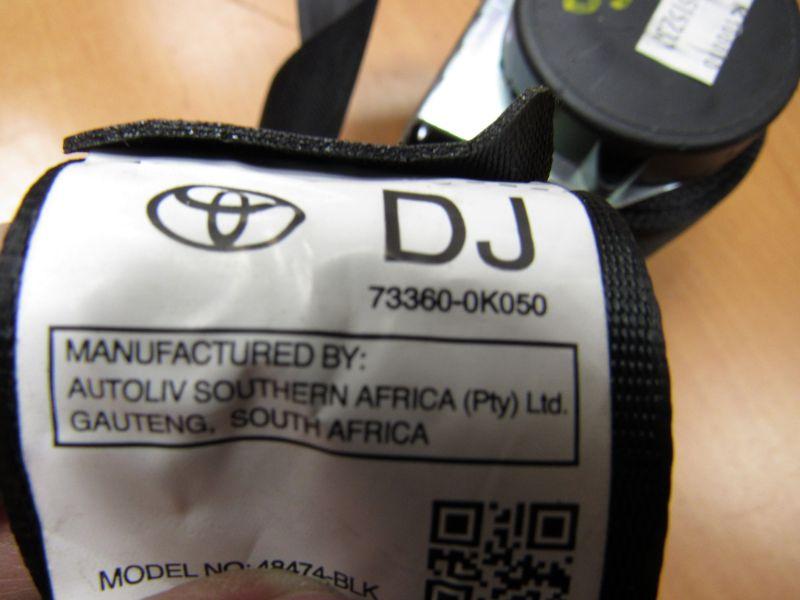 DJ
73360-0K050
MANUFACTURED BY:
AUTOLIV SOUTHERN AFRICA (Pty) Ltd.
GAUTENG, SOUTH AFRICA
MODEL NO: 48474-BLK